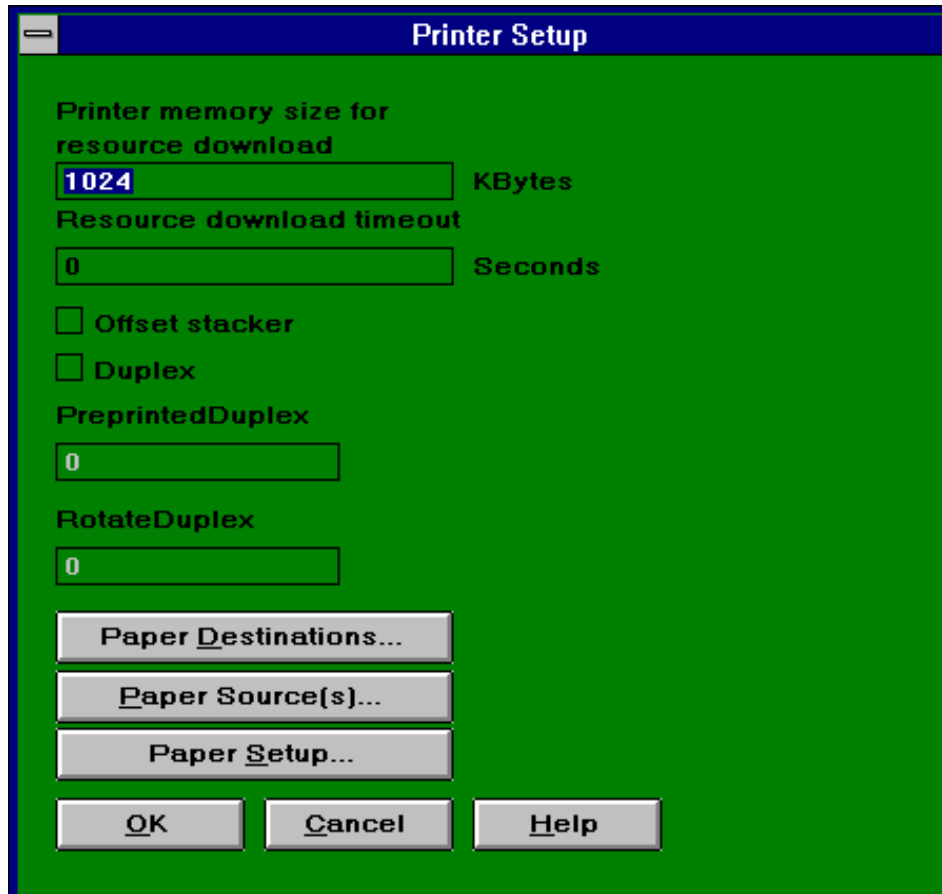 Printer Setup
Printer memory size for
resource download
1024 KBytes
Resource download timeout
0 Seconds
Offset stacker
Duplex
PreprintedDuplex
0
RotateDuplex
0
Paper Destinations...
Paper Source(s)...
Paper Setup...
OK Cancel Help